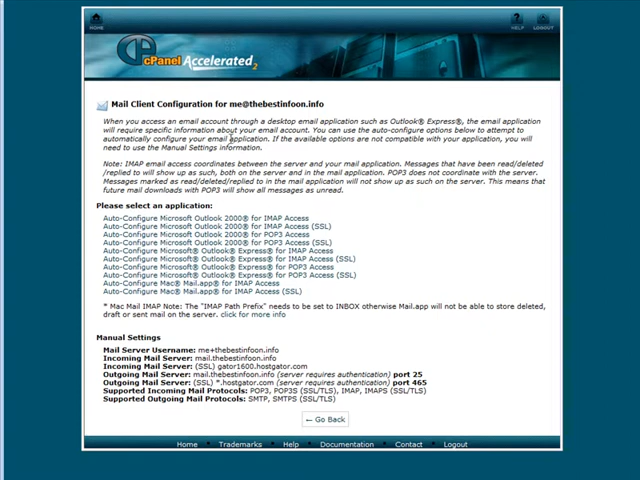 HOME
HELP
LOGOUT
cPanel Accelerated2
Mail Client Configuration for me@thebestinfoon.info
When you access an email account through a desktop email application such as Outlook® Express®, the email application
will require specific information about your email account. You can use the auto-configure options below to attempt to
automatically configure your email application. If the available options are not compatible with your application, you will
need to use the Manual Settings information.
Note: IMAP email access coordinates between the server and your mail application. Messages that have been read/deleted
/replied to will show up as such, both on the server and in the mail application. POP3 does not coordinate with the server.
Messages marked as read/deleted/replied to in the mail application will not show up as such on the server. This means that
future mail downloads with POP3 will show all messages as unread.
Please select an application:
Auto-Configure Microsoft Outlook 2000® for IMAP Access
Auto-Configure Microsoft Outlook 2000® for IMAP Access (SSL)
Auto-Configure Microsoft Outlook 2000® for POP3 Access
Auto-Configure Microsoft Outlook 2000® for POP3 Access (SSL)
Auto-Configure Microsoft® Outlook® Express® for IMAP Access
Auto-Configure Microsoft® Outlook® Express® for IMAP Access (SSL)
Auto-Configure Microsoft® Outlook® Express® for POP3 Access
Auto-Configure Microsoft® Outlook® Express® for POP3 Access (SSL)
Auto-Configure Mac® Mail.app® for IMAP Access
Auto-Configure Mac® Mail.app® for IMAP Access (SSL)
* Mac Mail IMAP Note: The "IMAP Path Prefix" needs to be set to INBOX otherwise Mail.app will not be able to store deleted,
draft or sent mail on the server. click for more info
Manual Settings
Mail Server Username: me+thebestinfoon.info
Incoming Mail Server: mail.thebestinfoon.info
Incoming Mail Server: (SSL) gator1600.hostgator.com
Outgoing Mail Server: mail.thebestinfoon.info (server requires authentication) port 25
Outgoing Mail Server: (SSL) *.hostgator.com (server requires authentication) port 465
Supported Incoming Mail Protocols: POP3, POP3S (SSL/TLS), IMAP, IMAPS (SSL/TLS)
Supported Outgoing Mail Protocols: SMTP, SMTPS (SSL/TLS)
← Go Back
Home • Trademarks • Help • Documentation • Contact • Logout